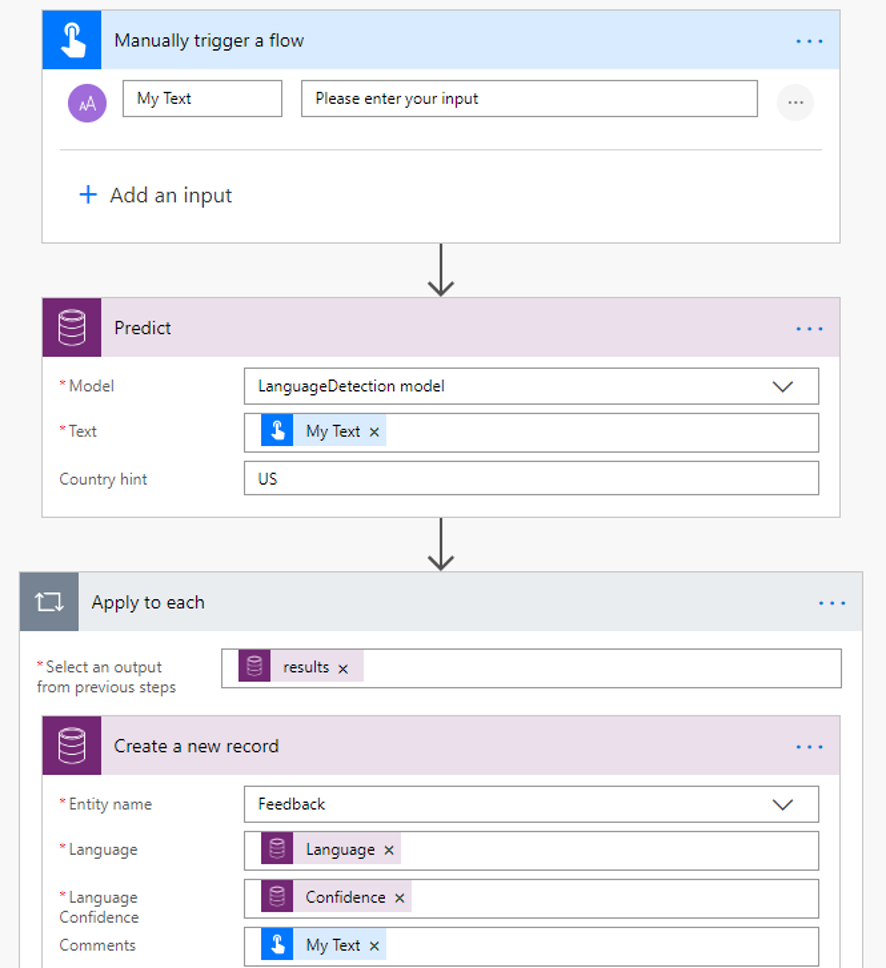 Manually trigger a flow
AA My Text Please enter your input
+ Add an input
Predict
* Model LanguageDetection model
* Text My Text ×
Country hint US
Apply to each
* Select an output
from previous steps results ×
Create a new record
* Entity name Feedback
* Language Language ×
* Language
Confidence Confidence ×
Comments My Text ×